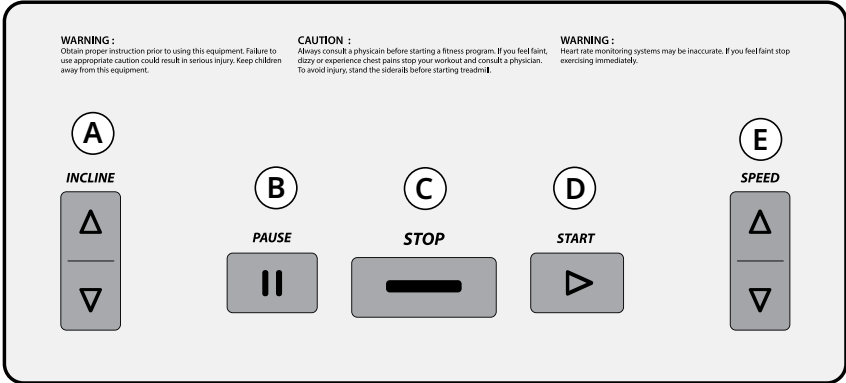 WARNING :
Obtain proper instruction prior to using this equipment. Failure to
use appropriate caution could result in serious injury. Keep children
away from this equipment.
CAUTION :
Always consult a physicain before starting a fitness program. If you feel faint,
dizzy or experience chest pains stop your workout and consult a physician.
To avoid injury, stand the siderails before starting treadmill.
WARNING :
Heart rate monitoring systems may be inaccurate. If you feel faint stop
exercising immediately.
A
INCLINE
B
PAUSE
C
STOP
D
START
E
SPEED